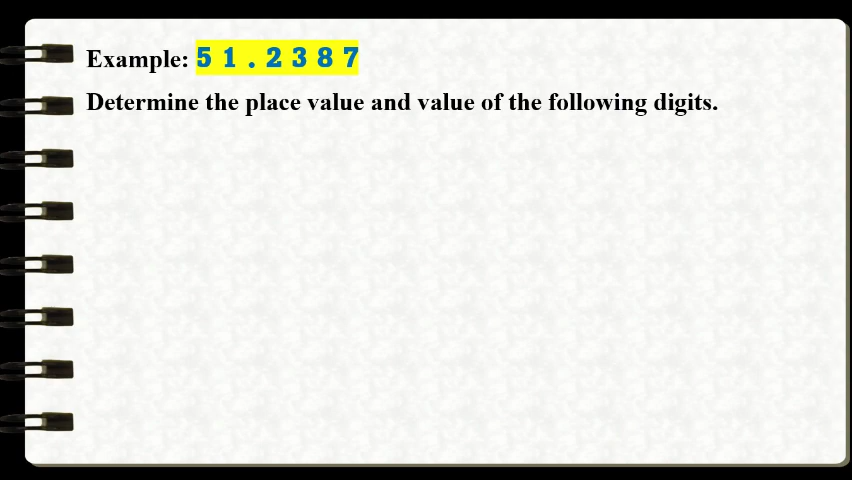 Example: 5 1 . 2 3 8 7
Determine the place value and value of the following digits.